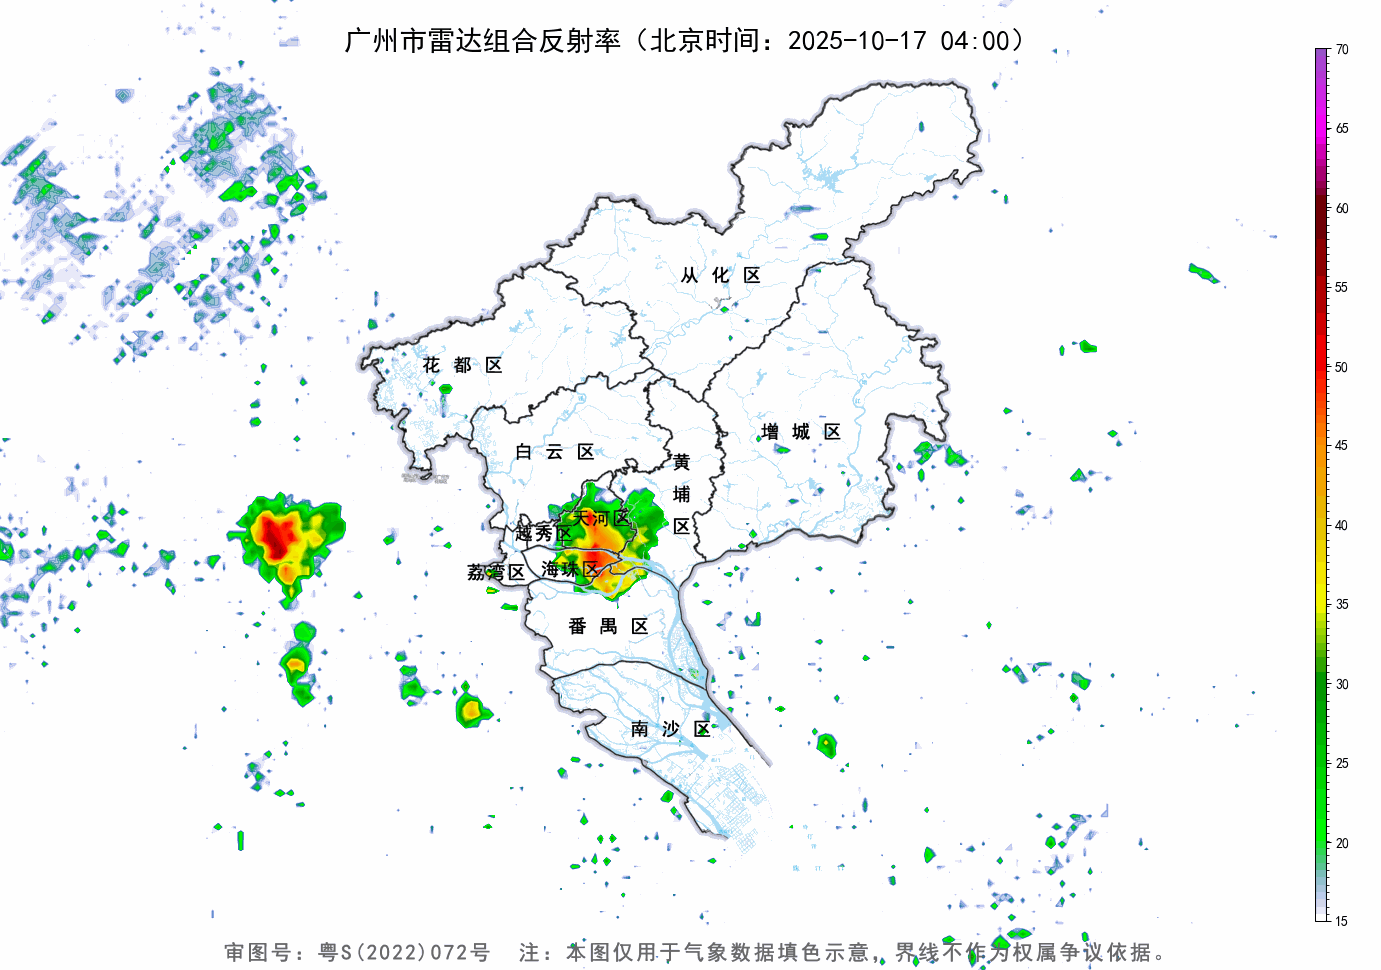 广州市雷达组合反射率（北京时间：2025-10-17 04:00）
70
65
60
55
50
45
40
35
30
25
20
15
从 化 区
花 都 区
增 城 区
白 云 区
黄
埔
区
天河区
越秀区
荔湾区
海珠区
番 禺 区
南 沙 区
审图号：粤S(2022)072号 注：本图仅用于气象数据填色示意，界线不作为权属争议依据。